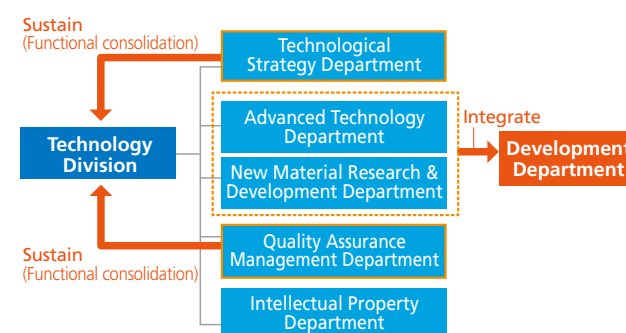 Sustain
(Functional consolidation)
Technological
Strategy Department
Advanced Technology
Department
Integrate
Technology
Division
New Material Research &
Development Department
Development
Department
Quality Assurance
Management Department
Sustain
(Functional consolidation)
Intellectual Property
Department